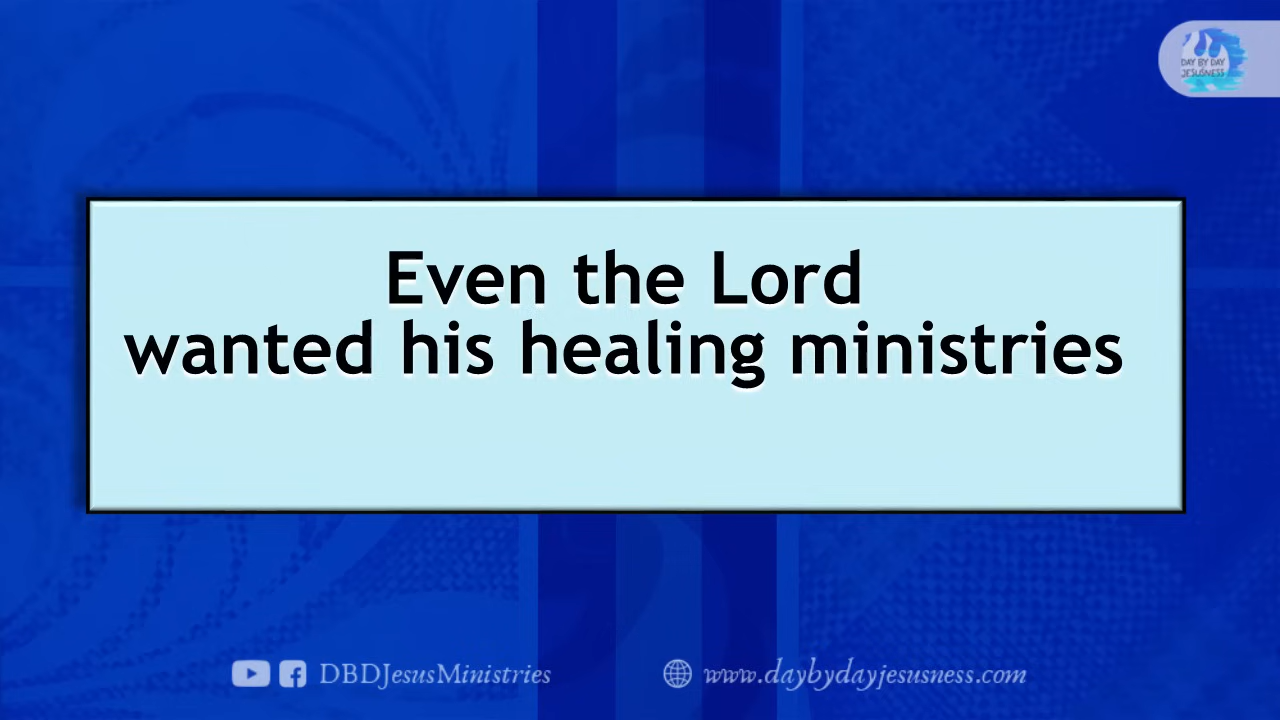 DAY BY DAY
JESUSNESS
Even the Lord
wanted his healing ministries
DBDJesusMinistries
www.daybydayjesusness.com